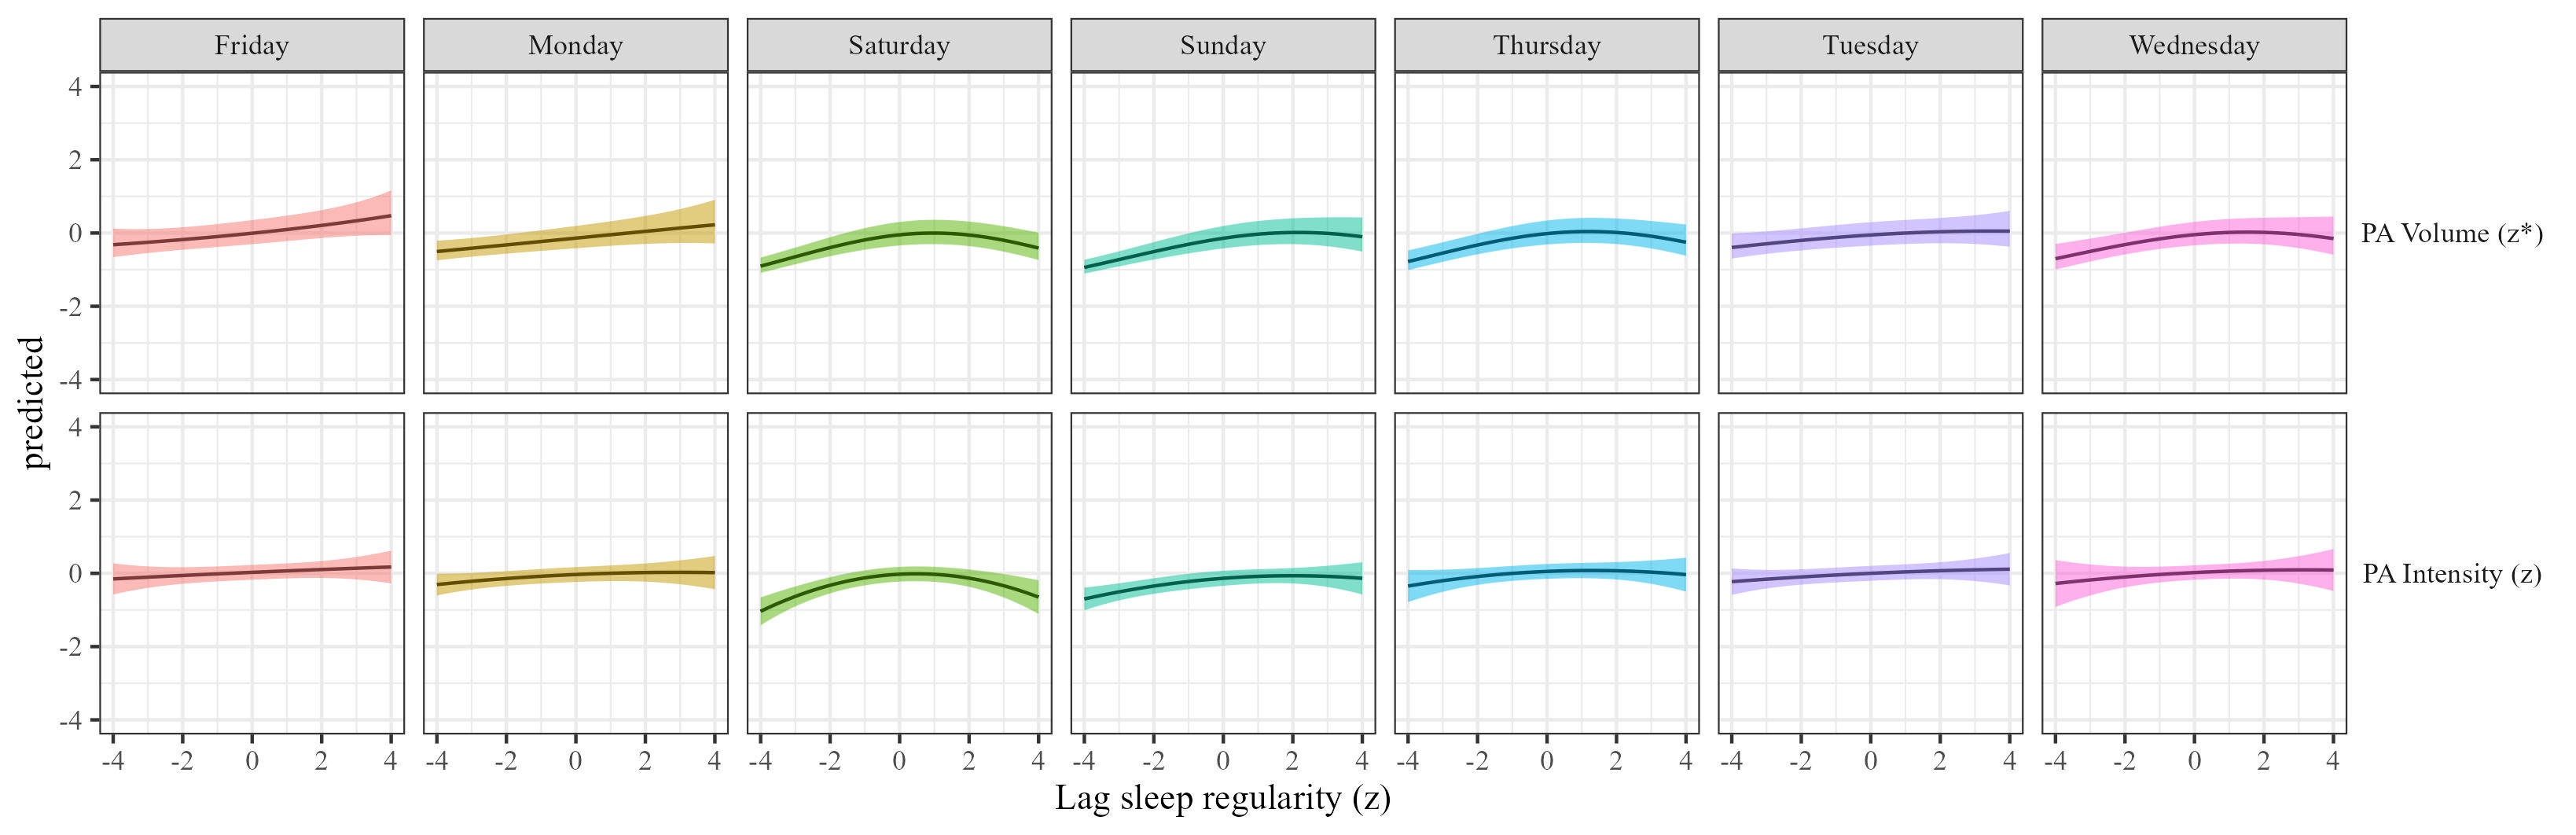 Friday Monday Saturday Sunday Thursday Tuesday Wednesday
4
2
0
-2
-4
PA Volume (z*)
predicted
4
2
0
-2
-4
PA Intensity (z)
-4 -2 0 2 4 -4 -2 0 2 4 -4 -2 0 2 4 -4 -2 0 2 4 -4 -2 0 2 4 -4 -2 0 2 4 -4 -2 0 2 4
Lag sleep regularity (z)